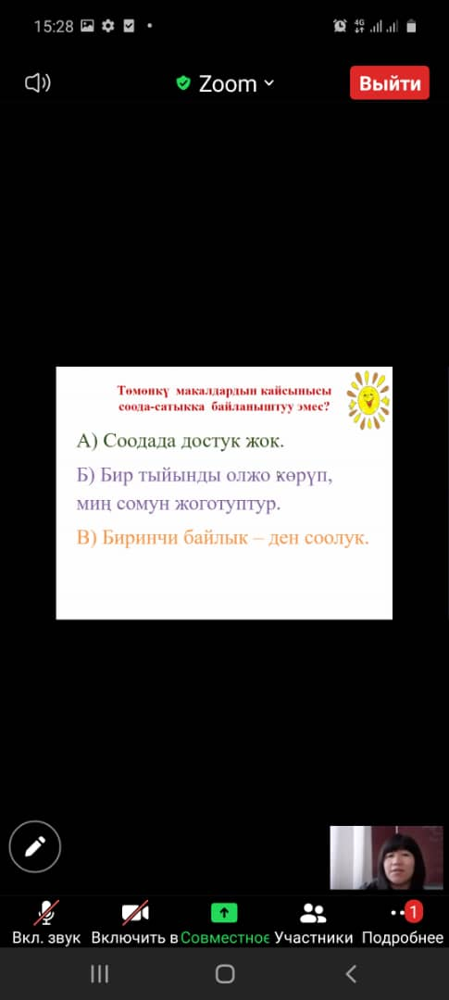 15:28
4G
Zoom
Выйти
Төмөнкү макалдардын кайсынысы
соода-сатыкка байланыштуу эмес?
А) Соодада достук жок.
Б) Бир тыйынды олжо көрүп,
миң сомун жоготуптур.
В) Биринчи байлык – ден соолук.
1
Вкл. звук Включить в Совместное Участники Подробнее